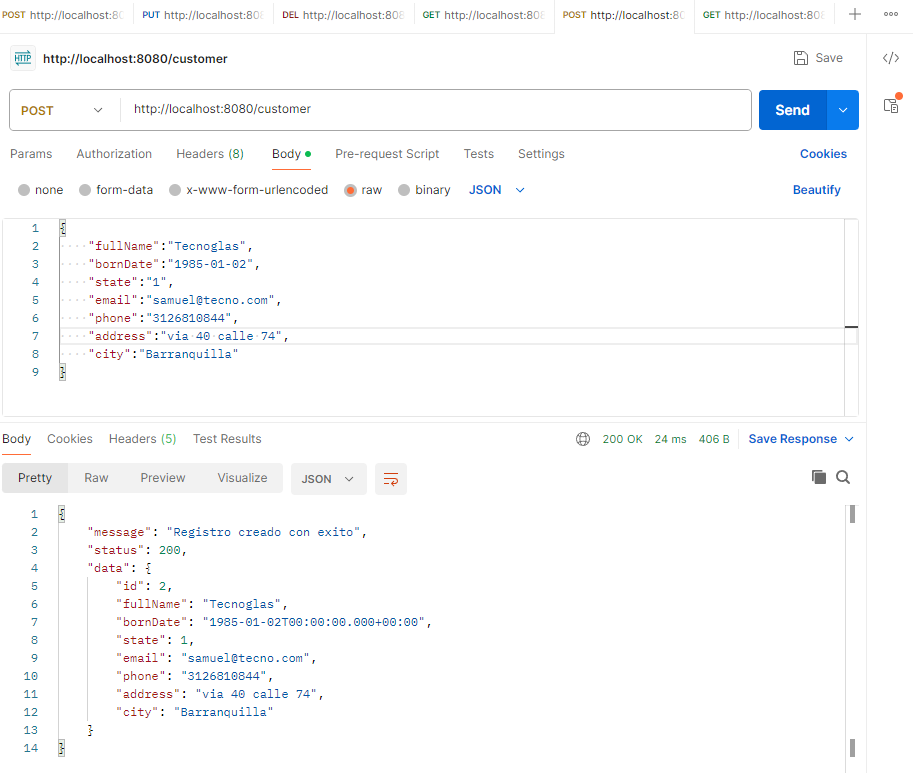 POST http://localhost:808 PUT http://localhost:808 DEL http://localhost:808 GET http://localhost:808 POST http://localhost:808 GET http://localhost:808
HTTP http://localhost:8080/customer Save
POST http://localhost:8080/customer Send
Params Authorization Headers (8) Body Pre-request Script Tests Settings Cookies
none form-data x-www-form-urlencoded raw binary JSON Beautify
1 {
2 "fullName":"Tecnoglas",
3 "bornDate":"1985-01-02",
4 "state":"1",
5 "email":"samuel@tecno.com",
6 "phone":"3126810844",
7 "address":"via 40 calle 74",
8 "city":"Barranquilla"
9 }
Body Cookies Headers (5) Test Results 200 OK 24 ms 406 B Save Response
Pretty Raw Preview Visualize JSON
1 {
2 "message": "Registro creado con exito",
3 "status": 200,
4 "data": {
5 "id": 2,
6 "fullName": "Tecnoglas",
7 "bornDate": "1985-01-02T00:00:00.000+00:00",
8 "state": 1,
9 "email": "samuel@tecno.com",
10 "phone": "3126810844",
11 "address": "via 40 calle 74",
12 "city": "Barranquilla"
13 }
14 }